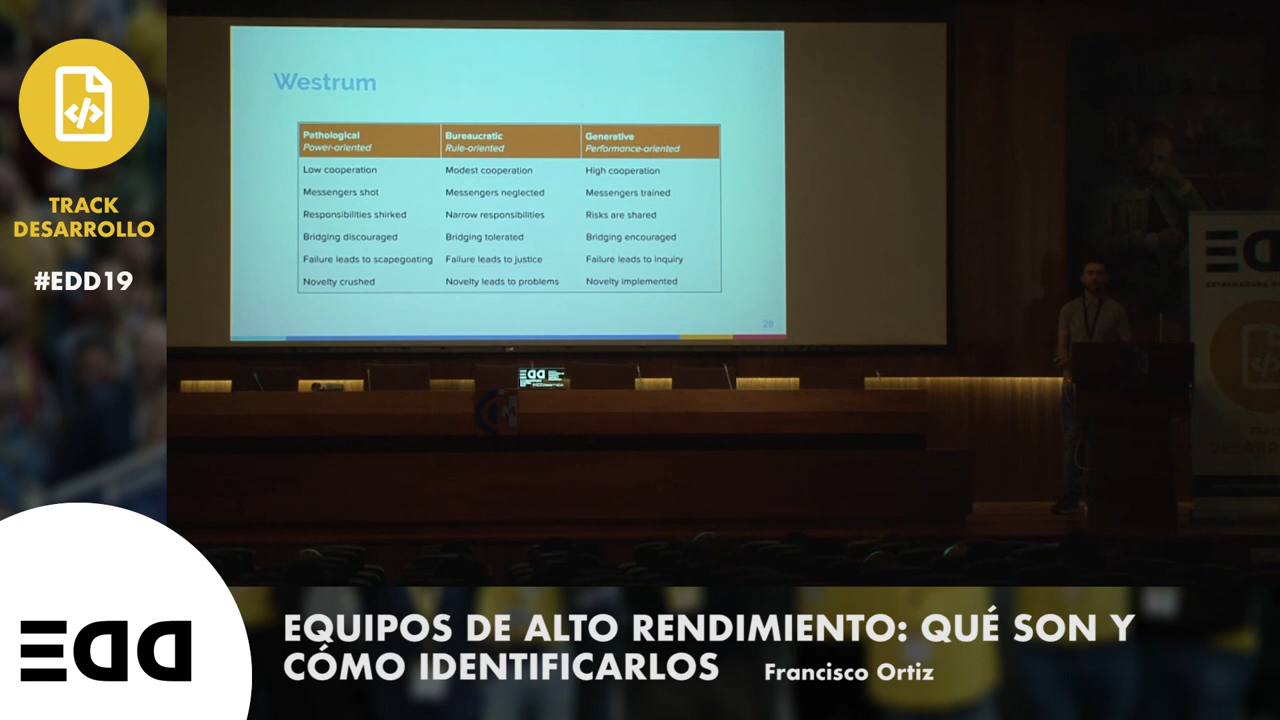 TRACK
DESARROLLO
#EDD19
Westrum
Pathological Bureaucratic Generative
Power-oriented Rule-oriented Performance-oriented
Low cooperation Modest cooperation High cooperation
Messengers shot Messengers neglected Messengers trained
Responsibilities shirked Narrow responsibilities Risks are shared
Bridging discouraged Bridging tolerated Bridging encouraged
Failure leads to scapegoating Failure leads to justice Failure leads to inquiry
Novelty crushed Novelty leads to problems Novelty implemented
28
EDD
EDD
EDD
EQUIPOS DE ALTO RENDIMIENTO: QUÉ SON Y
CÓMO IDENTIFICARLOS Francisco Ortiz